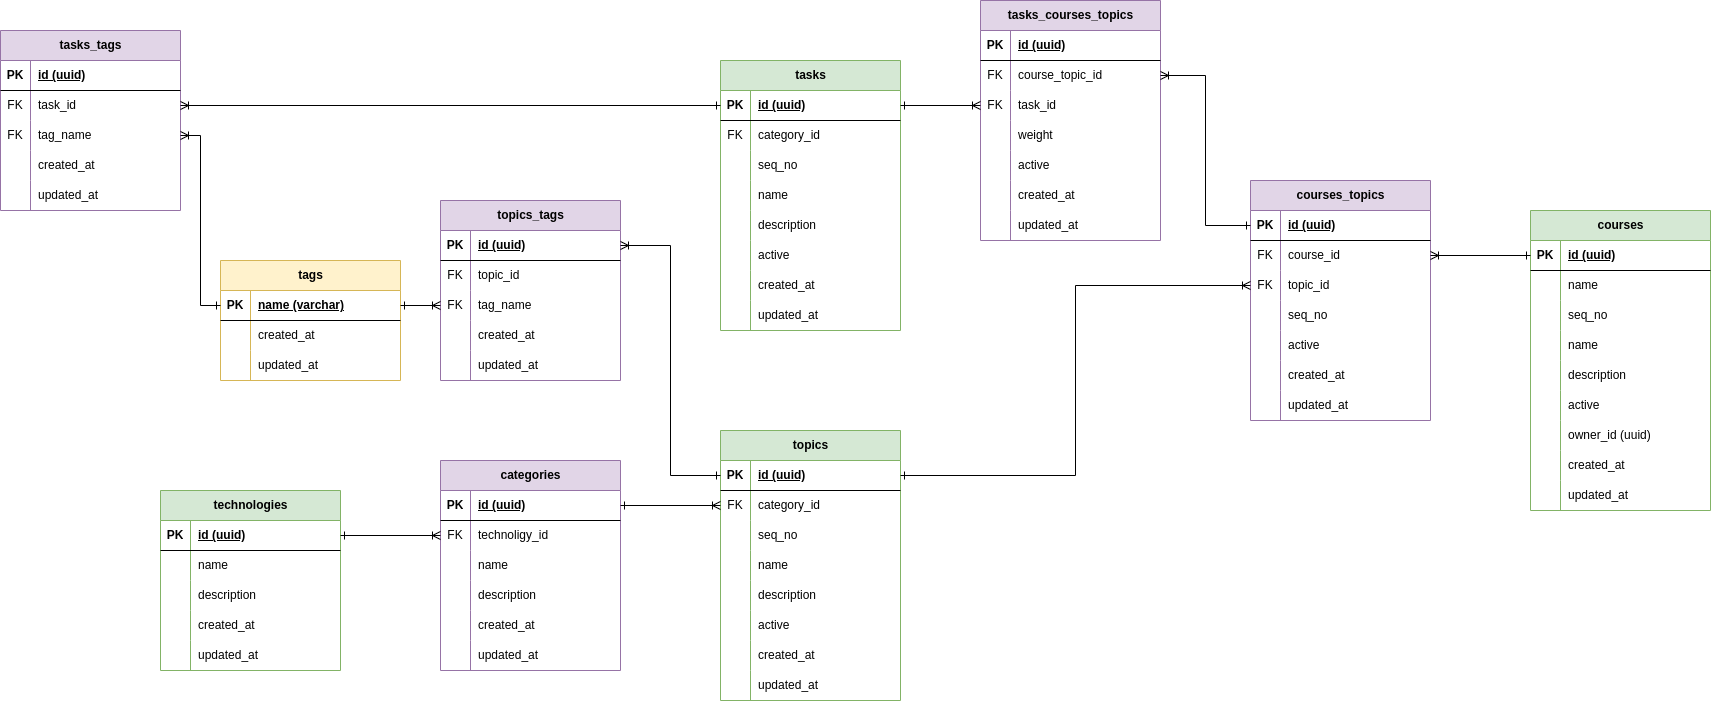 tasks_tags
PK id (uuid)
FK task_id
FK tag_name
created_at
updated_at
tags
PK name (varchar)
created_at
updated_at
topics_tags
PK id (uuid)
FK topic_id
FK tag_name
created_at
updated_at
technologies
PK id (uuid)
name
description
created_at
updated_at
categories
PK id (uuid)
FK technoligy_id
name
description
created_at
updated_at
tasks
PK id (uuid)
FK category_id
seq_no
name
description
active
created_at
updated_at
topics
PK id (uuid)
FK category_id
seq_no
name
description
active
created_at
updated_at
tasks_courses_topics
PK id (uuid)
FK course_topic_id
FK task_id
weight
active
created_at
updated_at
courses_topics
PK id (uuid)
FK course_id
FK topic_id
seq_no
active
created_at
updated_at
courses
PK id (uuid)
name
seq_no
name
description
active
owner_id (uuid)
created_at
updated_at